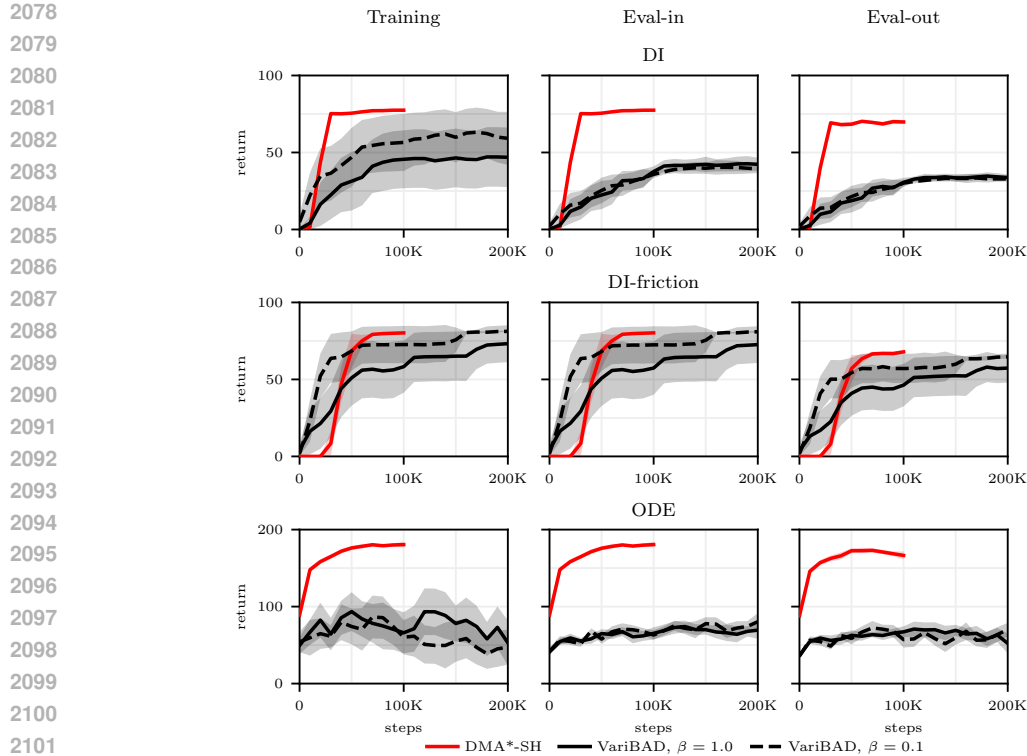 2078
2079
2080
2081
2082
2083
2084
2085
2086
2087
2088
2089
2090
2091
2092
2093
2094
2095
2096
2097
2098
2099
2100
2101
Training Eval-in Eval-out
DI
100
50
0
return
0 100K 200K
0 100K 200K
0 100K 200K
DI-friction
100
50
0
return
0 100K 200K
0 100K 200K
0 100K 200K
ODE
200
100
0
return
0 100K 200K
0 100K 200K
0 100K 200K
steps steps steps
DMA*-SH VariBAD, β = 1.0 VariBAD, β = 0.1